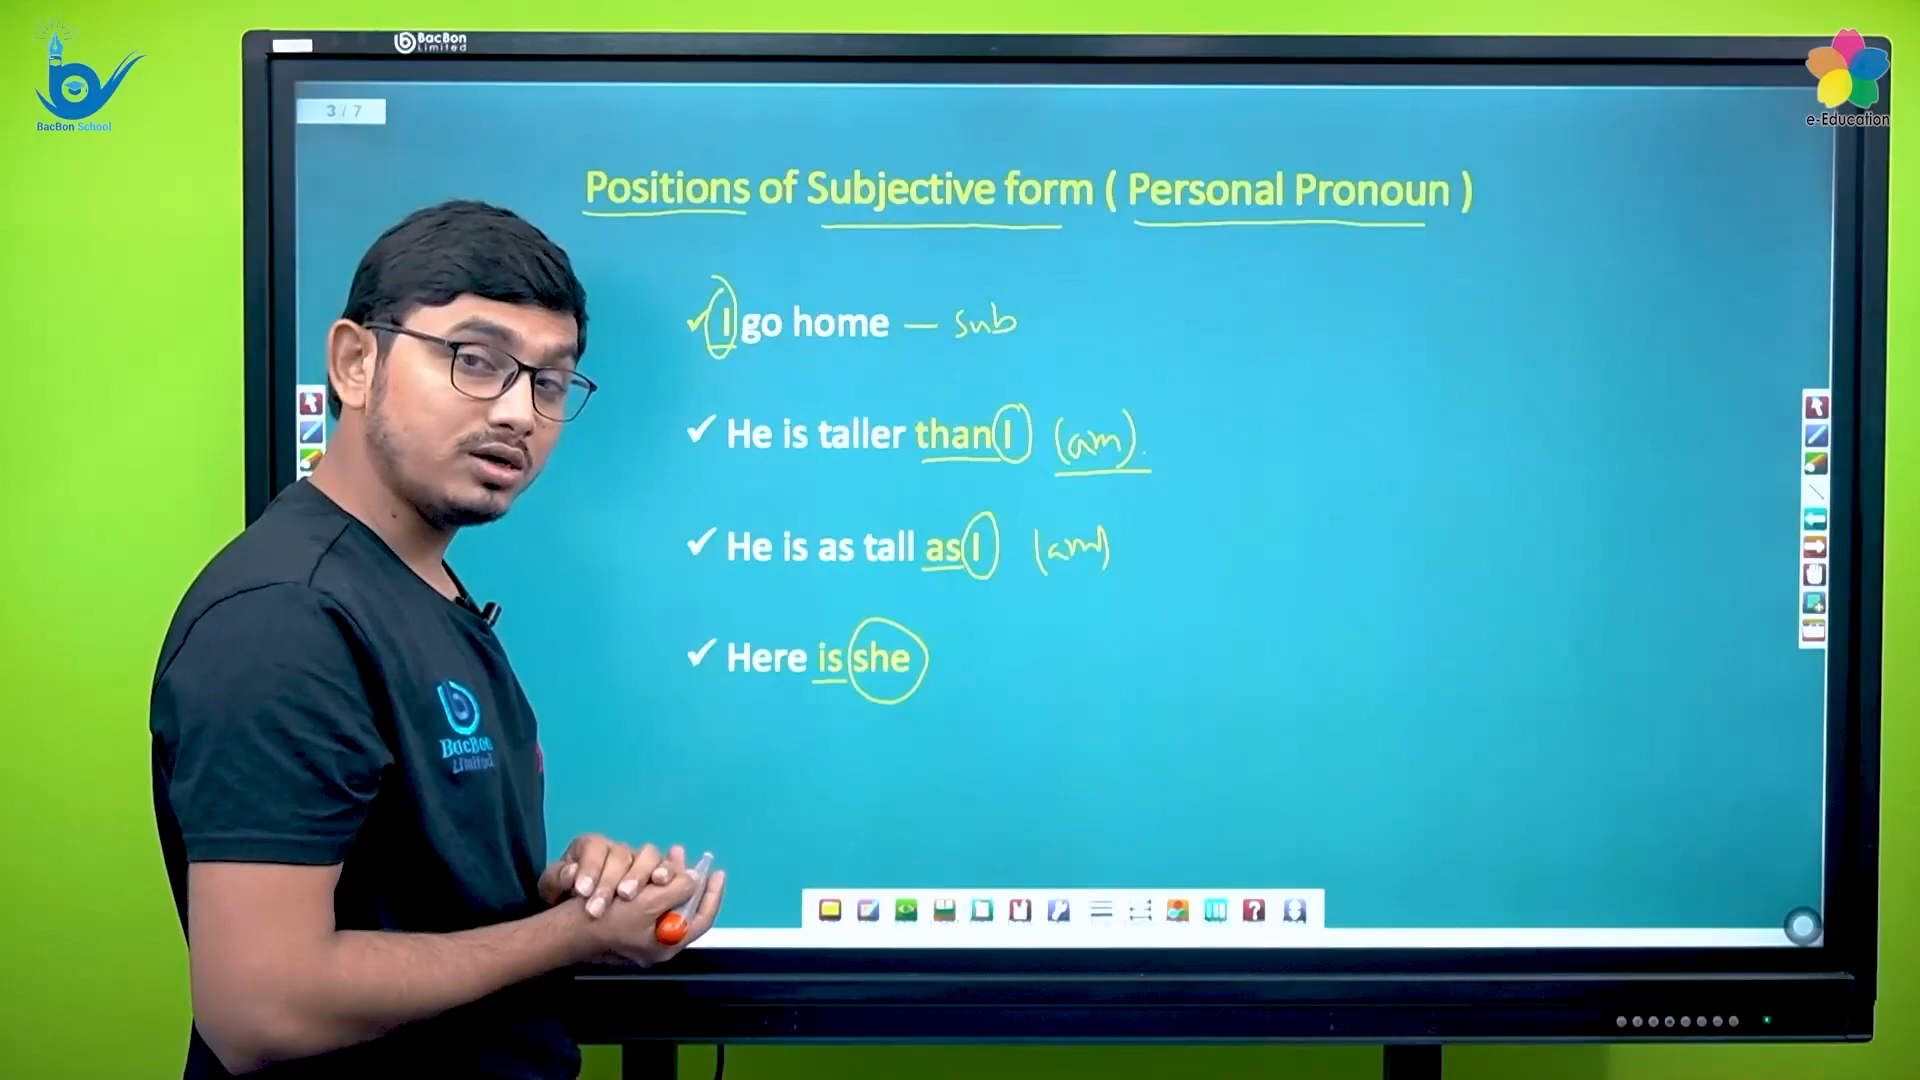 BacBon School
BacBon
Limited
e-Education
3 / 7
Positions of Subjective form ( Personal Pronoun )
✓ I go home — sub
✓ He is taller than I (am).
✓ He is as tall as I (am)
✓ Here is she
BacBon
Limited